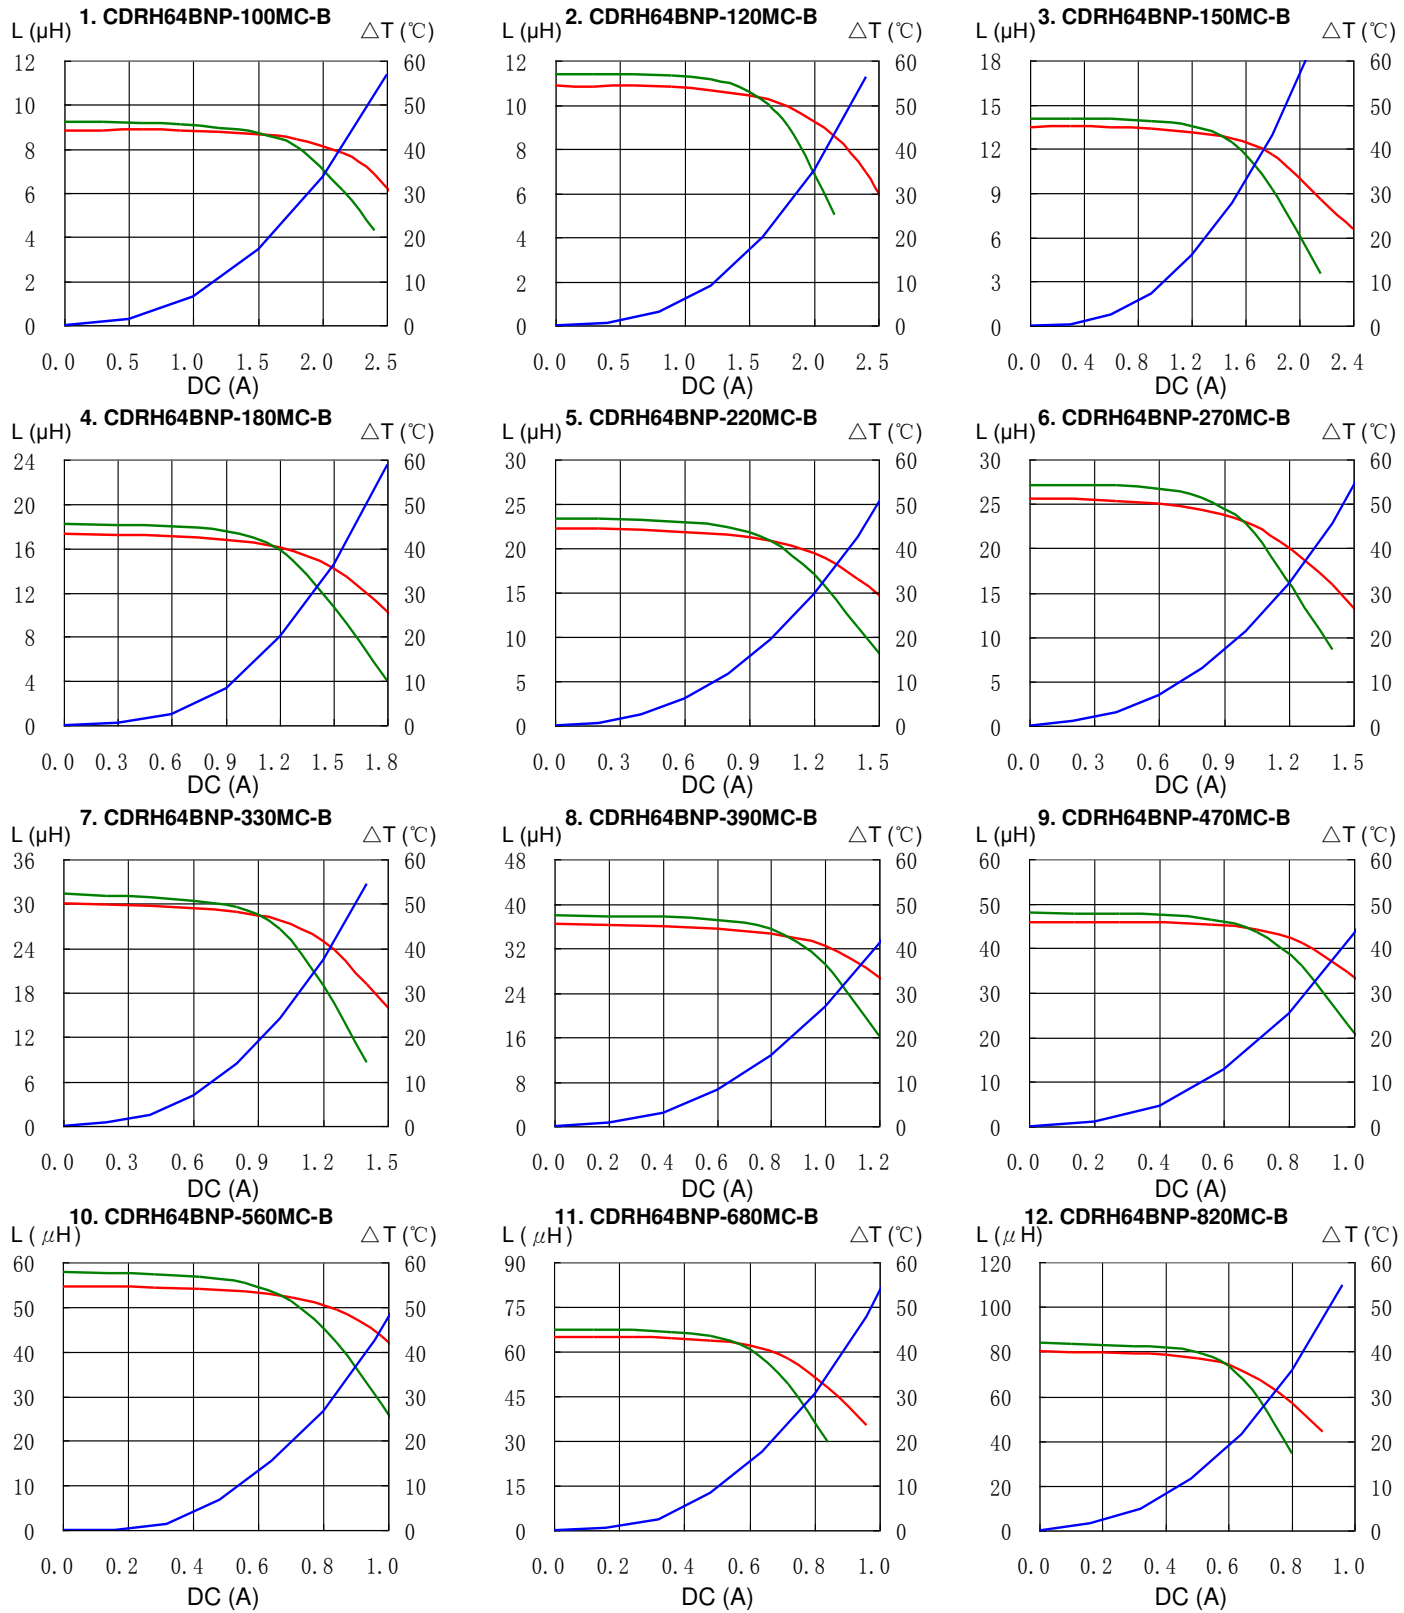 1. CDRH64BNP-100MC-B
L (μH)
△T (℃)
12
10
8
6
4
2
0
60
50
40
30
20
10
0
0.0 0.5 1.0 1.5 2.0 2.5
DC (A)
2. CDRH64BNP-120MC-B
L (μH)
△T (℃)
12
10
8
6
4
2
0
60
50
40
30
20
10
0
0.0 0.5 1.0 1.5 2.0 2.5
DC (A)
3. CDRH64BNP-150MC-B
L (μH)
△T (℃)
18
15
12
9
6
3
0
60
50
40
30
20
10
0
0.0 0.4 0.8 1.2 1.6 2.0 2.4
DC (A)
4. CDRH64BNP-180MC-B
L (μH)
△T (℃)
24
20
16
12
8
4
0
60
50
40
30
20
10
0
0.0 0.3 0.6 0.9 1.2 1.5 1.8
DC (A)
5. CDRH64BNP-220MC-B
L (μH)
△T (℃)
30
25
20
15
10
5
0
60
50
40
30
20
10
0
0.0 0.3 0.6 0.9 1.2 1.5
DC (A)
6. CDRH64BNP-270MC-B
L (μH)
△T (℃)
30
25
20
15
10
5
0
60
50
40
30
20
10
0
0.0 0.3 0.6 0.9 1.2 1.5
DC (A)
7. CDRH64BNP-330MC-B
L (μH)
△T (℃)
36
30
24
18
12
6
0
60
50
40
30
20
10
0
0.0 0.3 0.6 0.9 1.2 1.5
DC (A)
8. CDRH64BNP-390MC-B
L (μH)
△T (℃)
48
40
32
24
16
8
0
60
50
40
30
20
10
0
0.0 0.2 0.4 0.6 0.8 1.0 1.2
DC (A)
9. CDRH64BNP-470MC-B
L (μH)
△T (℃)
60
50
40
30
20
10
0
60
50
40
30
20
10
0
0.0 0.2 0.4 0.6 0.8 1.0
DC (A)
10. CDRH64BNP-560MC-B
L ( μH)
△T (℃)
60
50
40
30
20
10
0
60
50
40
30
20
10
0
0.0 0.2 0.4 0.6 0.8 1.0
DC (A)
11. CDRH64BNP-680MC-B
L ( μH)
△T (℃)
90
75
60
45
30
15
0
60
50
40
30
20
10
0
0.0 0.2 0.4 0.6 0.8 1.0
DC (A)
12. CDRH64BNP-820MC-B
L (μ H)
△T (℃)
120
100
80
60
40
20
0
60
50
40
30
20
10
0
0.0 0.2 0.4 0.6 0.8 1.0
DC (A)